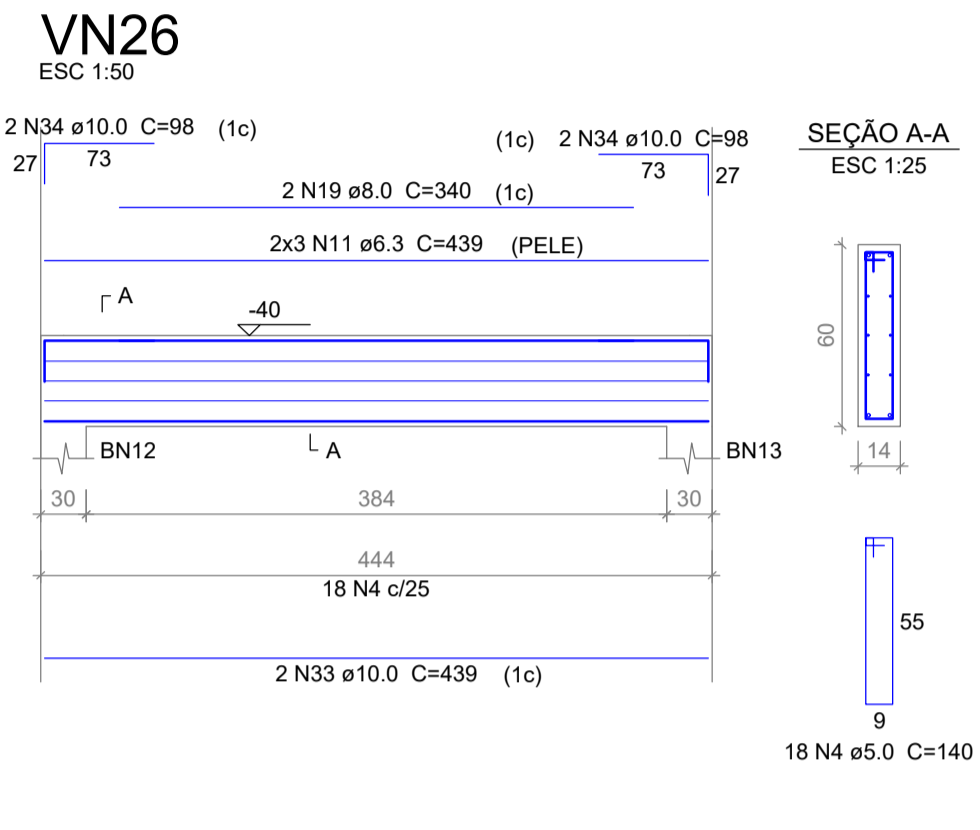 VN26
ESC 1:50
2 N34 ø10.0 C=98 (1c)
27
73
(1c) 2 N34 ø10.0 C=98
73
27
SEÇÃO A-A
ESC 1:25
2 N19 ø8.0 C=340 (1c)
2x3 N11 ø6.3 C=439 (PELE)
A
-40
60
BN12
A
BN13
14
30
384
30
444
18 N4 c/25
55
2 N33 ø10.0 C=439 (1c)
9
18 N4 ø5.0 C=140